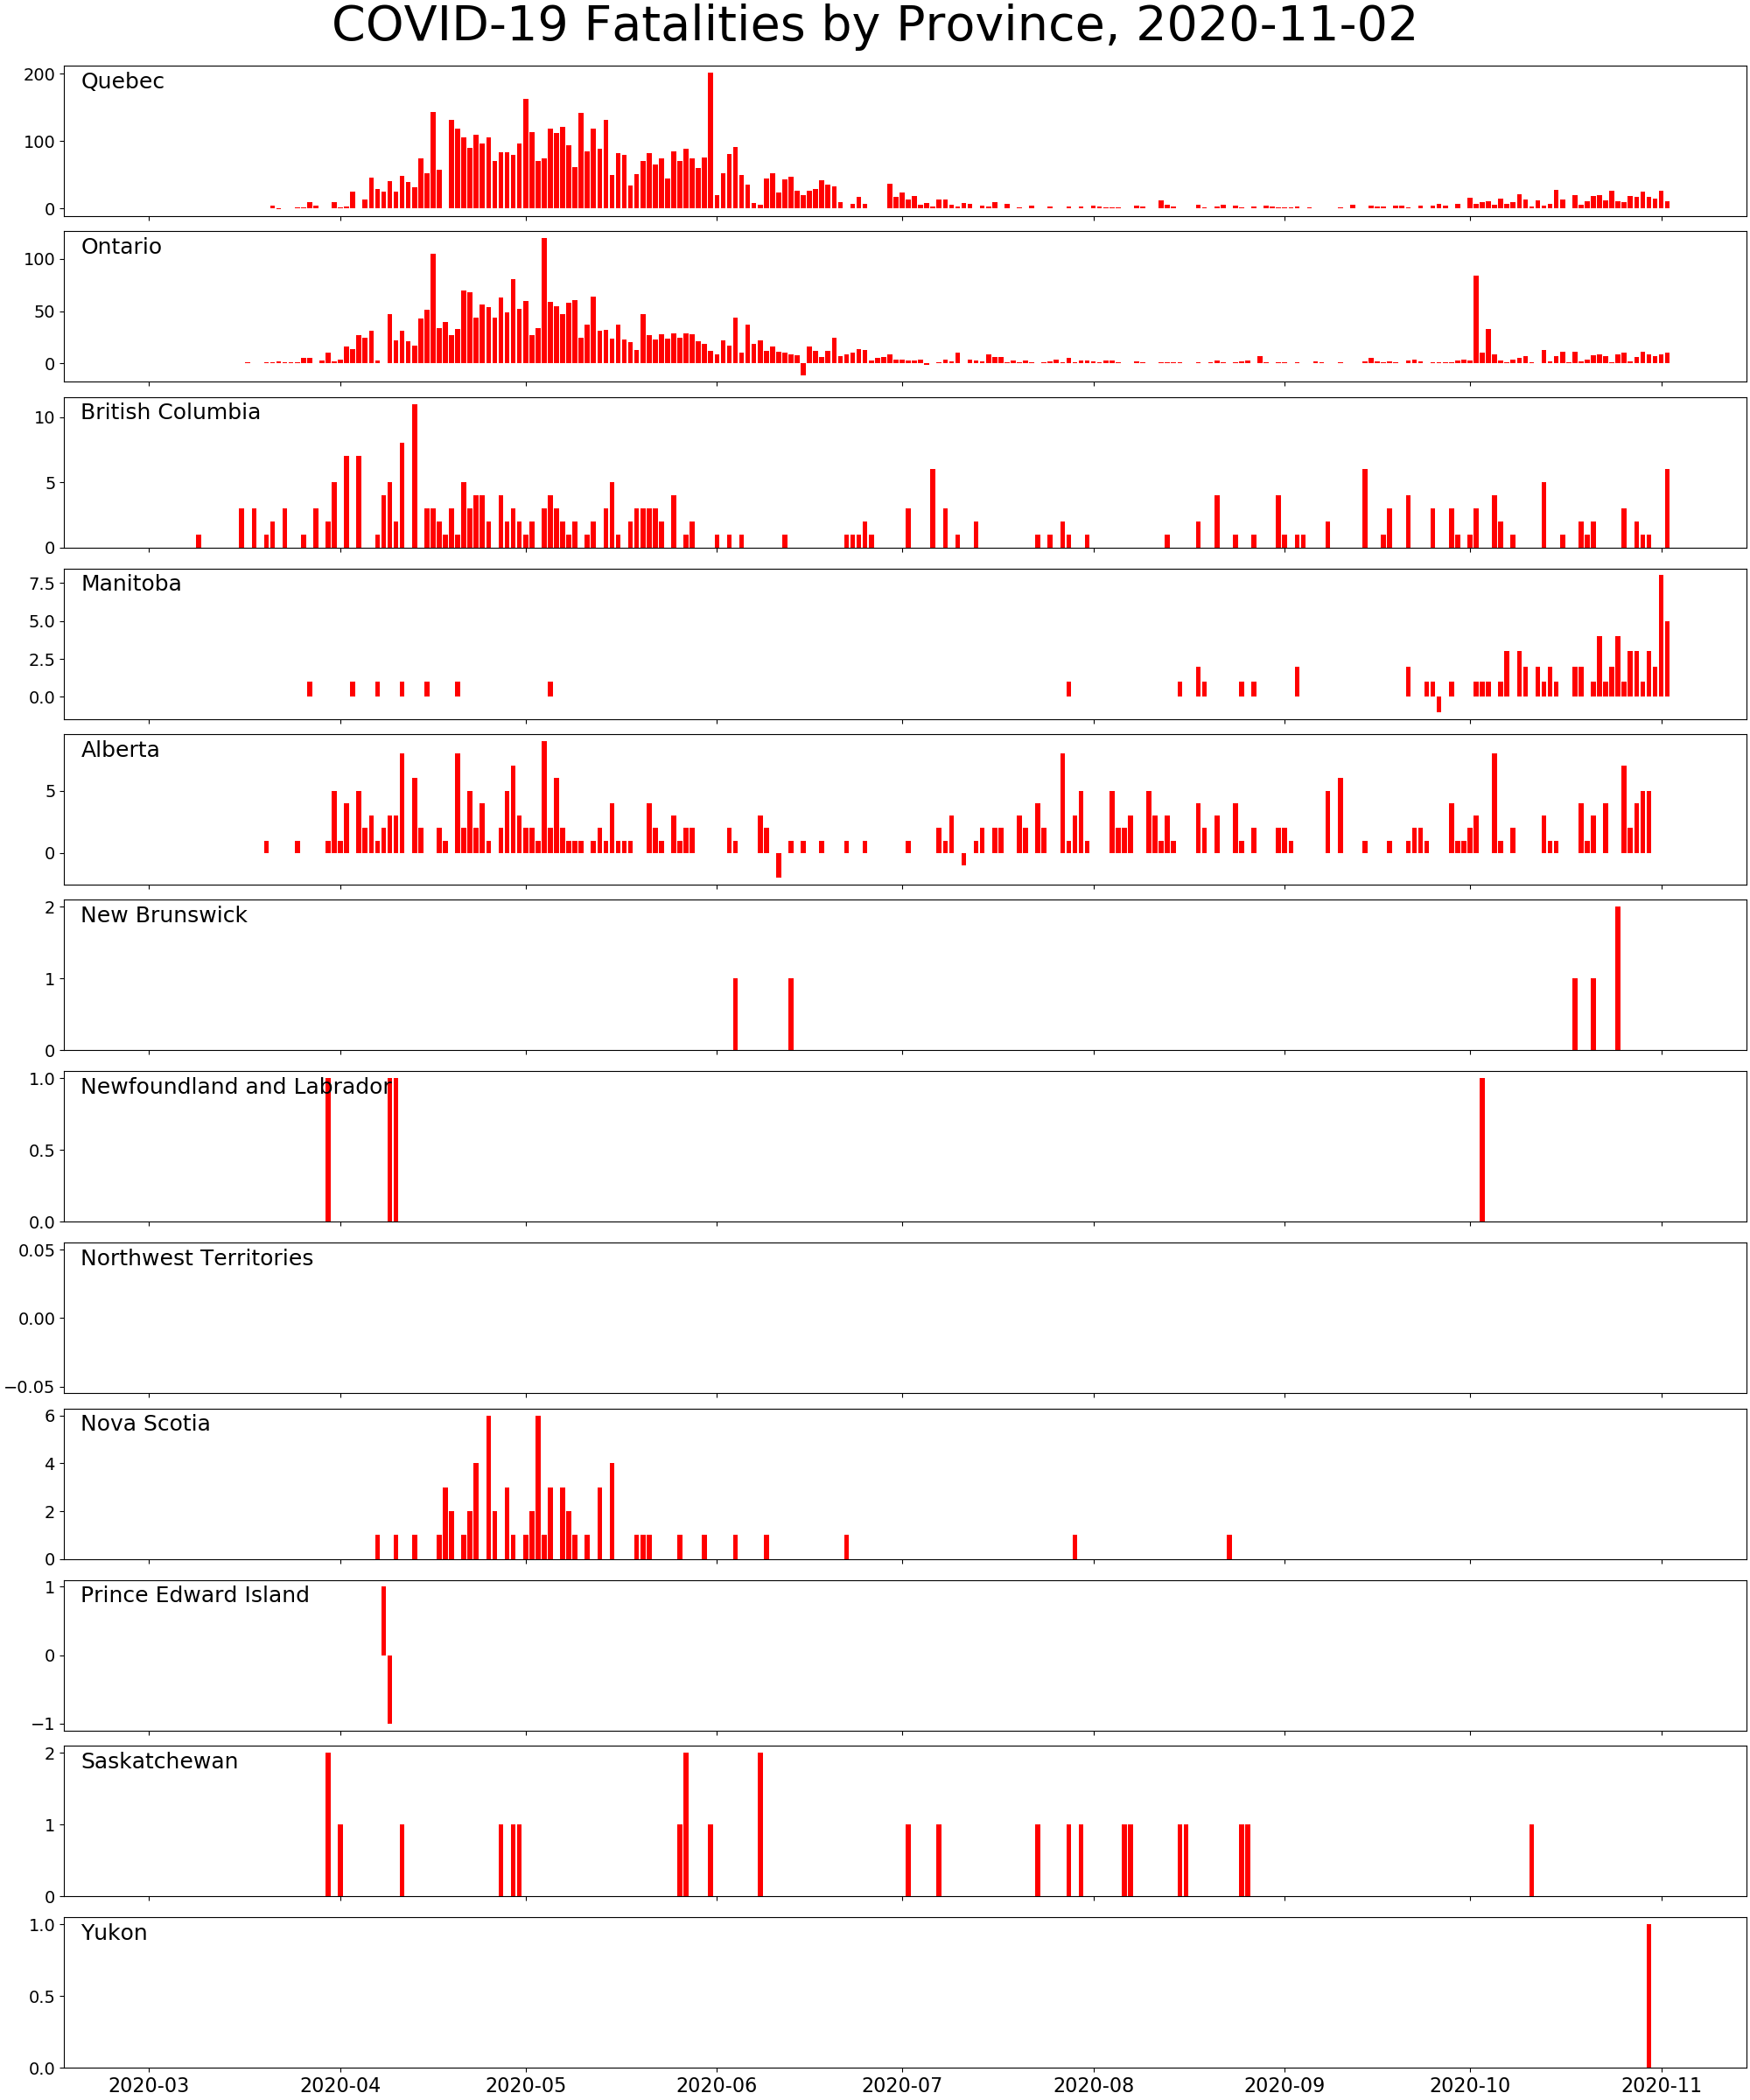 COVID-19 Fatalities by Province, 2020-11-02
Quebec
200
100
0
Ontario
100
50
0
British Columbia
10
5
0
Manitoba
7.5
5.0
2.5
0.0
Alberta
5
0
New Brunswick
2
1
0
Newfoundland and Labrador
1.0
0.5
0.0
Northwest Territories
0.05
0.00
−0.05
Nova Scotia
6
4
2
0
Prince Edward Island
1
0
−1
Saskatchewan
2
1
0
Yukon
1.0
0.5
0.0
2020-03 2020-04 2020-05 2020-06 2020-07 2020-08 2020-09 2020-10 2020-11